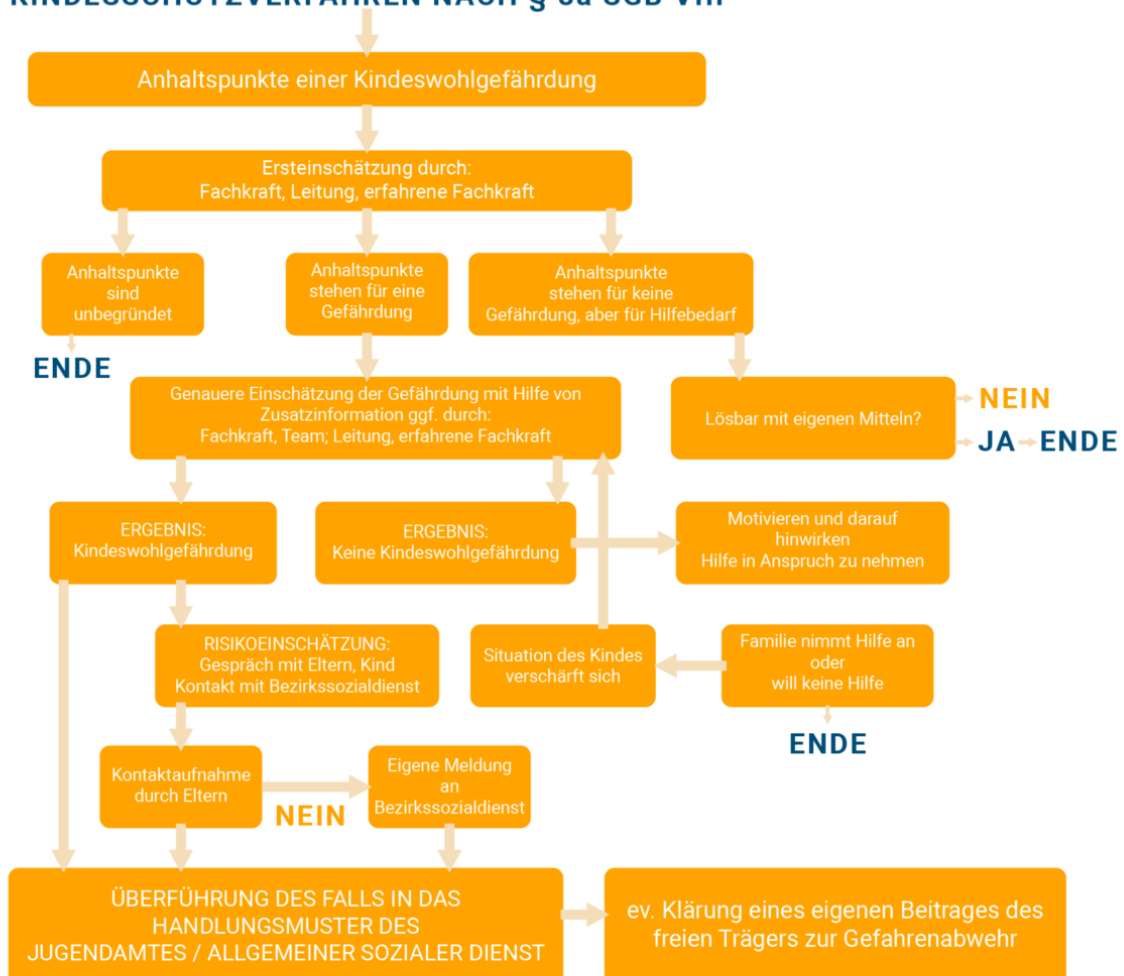 KINDESSCHUTZVERFAHREN NACH § 8a SGB VIII
Anhaltspunkte einer Kindeswohlgefährdung
Ersteinschätzung durch:
Fachkraft, Leitung, erfahrene Fachkraft
Anhaltspunkte
sind
unbegründet
Anhaltspunkte
stehen für eine
Gefährdung
Anhaltspunkte
stehen für keine
Gefährdung, aber für Hilfebedarf
ENDE
Genauere Einschätzung der Gefährdung mit Hilfe von
Zusatzinformation ggf. durch:
Fachkraft, Team; Leitung, erfahrene Fachkraft
Lösbar mit eigenen Mitteln?
NEIN
JA
ENDE
ERGEBNIS:
Kindeswohlgefährdung
ERGEBNIS:
Keine Kindeswohlgefährdung
Motivieren und darauf
hinwirken
Hilfe in Anspruch zu nehmen
RISIKOEINSCHÄTZUNG:
Gespräch mit Eltern, Kind
Kontakt mit Bezirkssozialdienst
Situation des Kindes
verschärft sich
Familie nimmt Hilfe an
oder
will keine Hilfe
ENDE
Kontaktaufnahme
durch Eltern
NEIN
Eigene Meldung
an
Bezirkssozialdienst
ÜBERFÜHRUNG DES FALLS IN DAS
HANDLUNGSMUSTER DES
JUGENDAMTES / ALLGEMEINER SOZIALER DIENST
ev. Klärung eines eigenen Beitrages des
freien Trägers zur Gefahrenabwehr